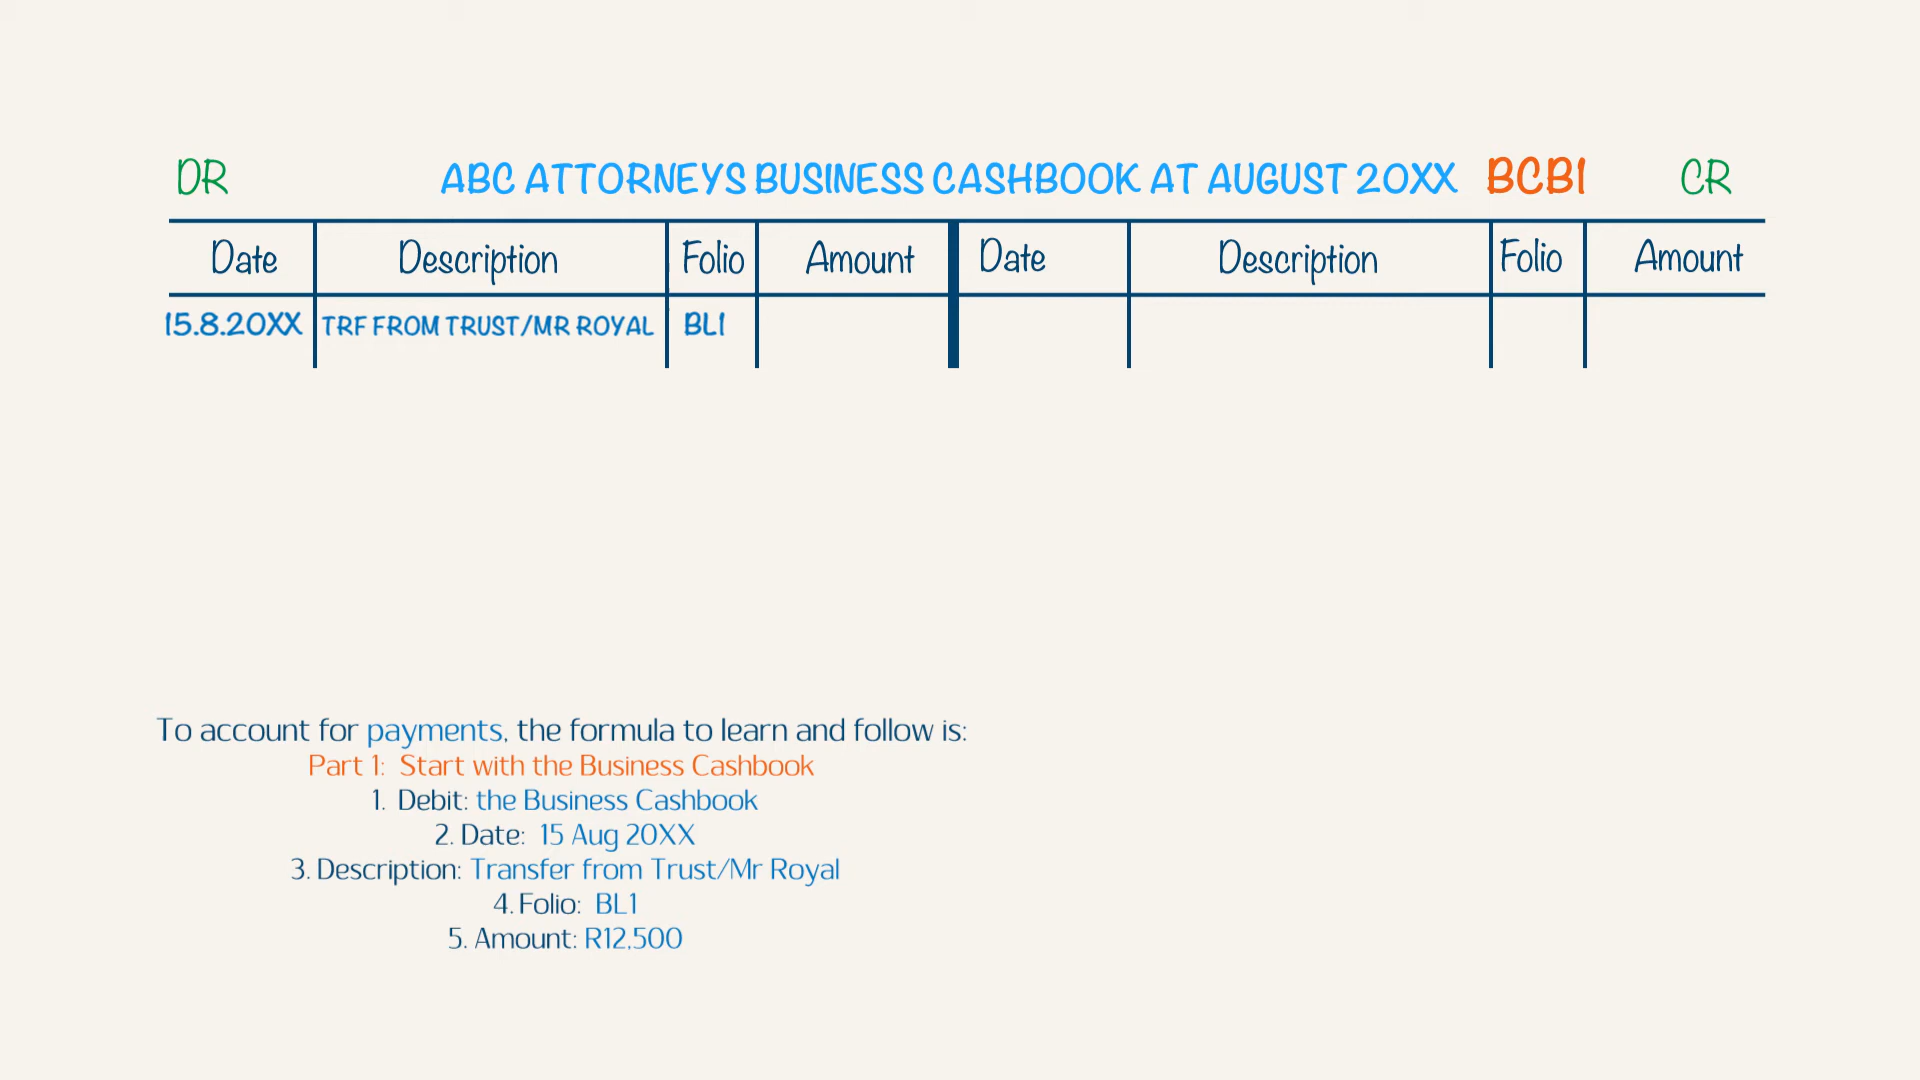 DR ABC ATTORNEYS BUSINESS CASHBOOK AT AUGUST 20XX BCB1 CR
Date Description Folio Amount Date Description Folio Amount
15.8.20XX TRF FROM TRUST/MR ROYAL BL1
To account for payments, the formula to learn and follow is:
Part 1: Start with the Business Cashbook
1. Debit: the Business Cashbook
2. Date: 15 Aug 20XX
3. Description: Transfer from Trust/Mr Royal
4. Folio: BL1
5. Amount: R12,500